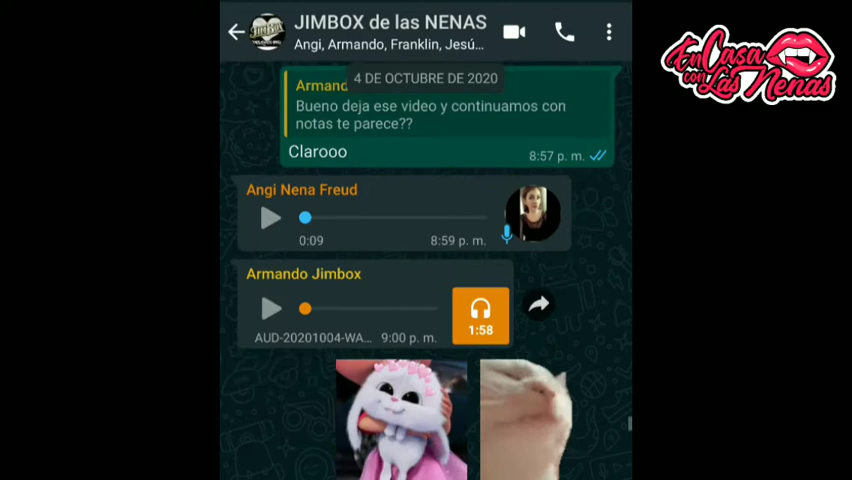 JIMBOX de las NENAS
Angi, Armando, Franklin, Jesú...
4 DE OCTUBRE DE 2020
Armand
Bueno deja ese video y continuamos con
notas te parece??
Clarooo
8:57 p. m.
Angi Nena Freud
0:09
8:59 p. m.
Armando Jimbox
1:58
AUD-20201004-WA...
9:00 p. m.
En Casa
con Las Nenas
JIMBOX